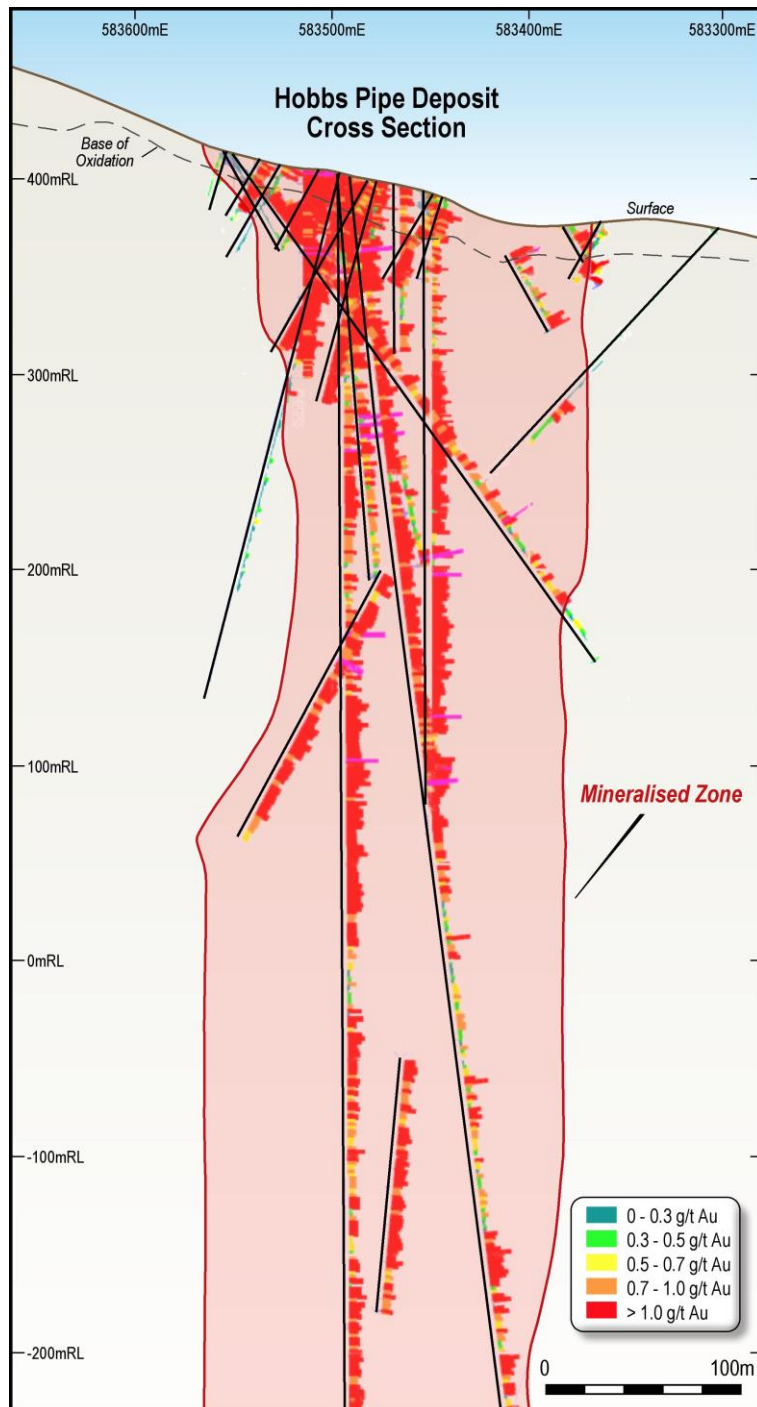 583600mE
583500mE
583400mE
583300mE
Hobbs Pipe Deposit
Cross Section
Base of
Oxidation
400mRL
Surface
300mRL
200mRL
100mRL
Mineralised Zone
0mRL
-100mRL
-200mRL
0 - 0.3 g/t Au
0.3 - 0.5 g/t Au
0.5 - 0.7 g/t Au
0.7 - 1.0 g/t Au
> 1.0 g/t Au
0
100m